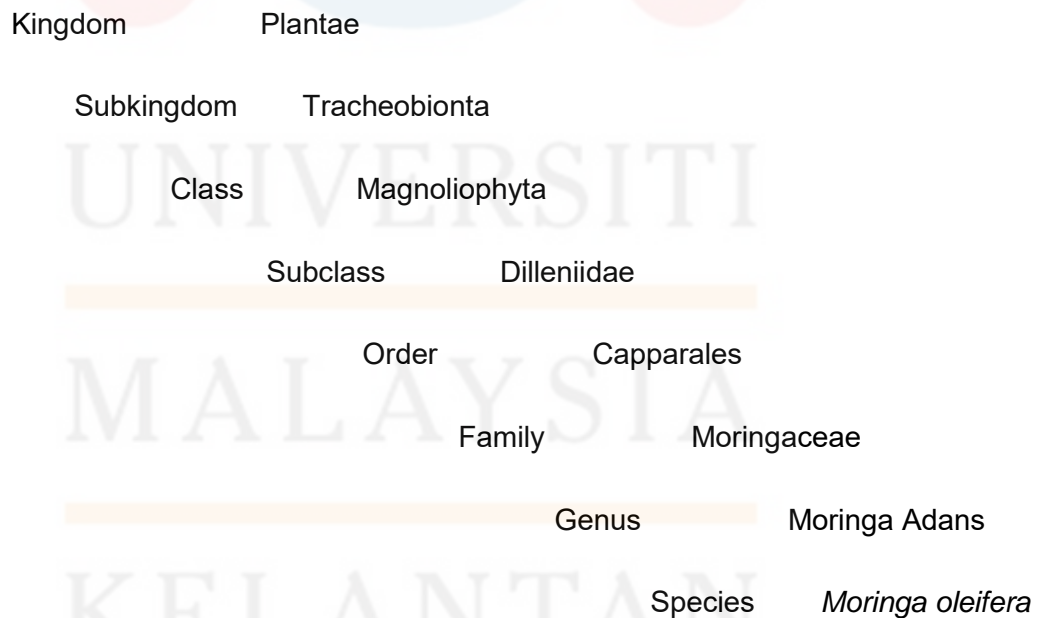 Kingdom Plantae
Subkingdom Tracheobionta
UNIVERSITI
Class Magnoliophyta
Subclass Dilleniidae
MALAYSIA
Order Capparales
Family Moringaceae
Genus Moringa Adans
KELANTAN
Species Moringa oleifera